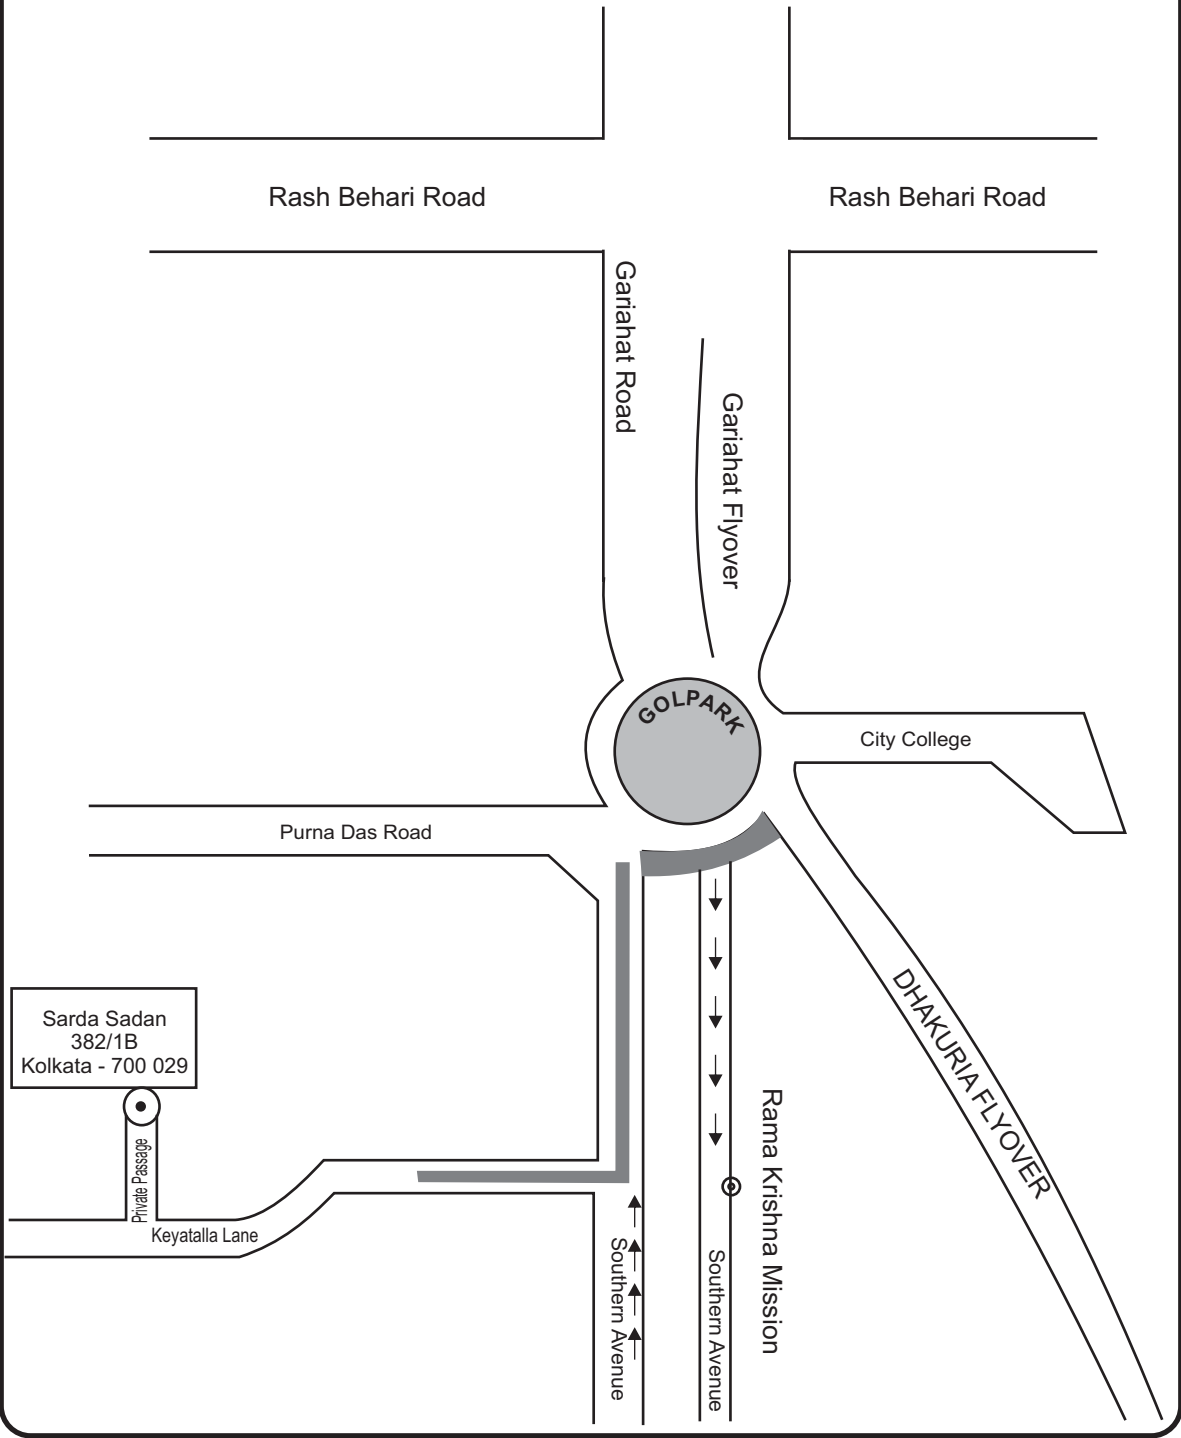 Rash Behari Road
Rash Behari Road
Gariahat Road
Gariahat Flyover
GOLPARK
City College
Purna Das Road
DHAKURIA FLYOVER
Sarda Sadan
382/1B
Kolkata - 700 029
Private Passage
Keyatalla Lane
Southern Avenue
Southern Avenue
Rama Krishna Mission